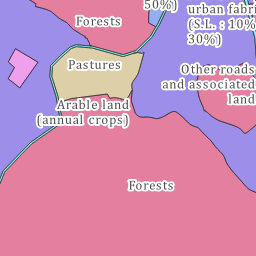 50%)
Forests
urban fabri
(S.L. : 10%
30%)
Pastures
Other roads
and associated
land
Arable land
(annual crops)
Forests